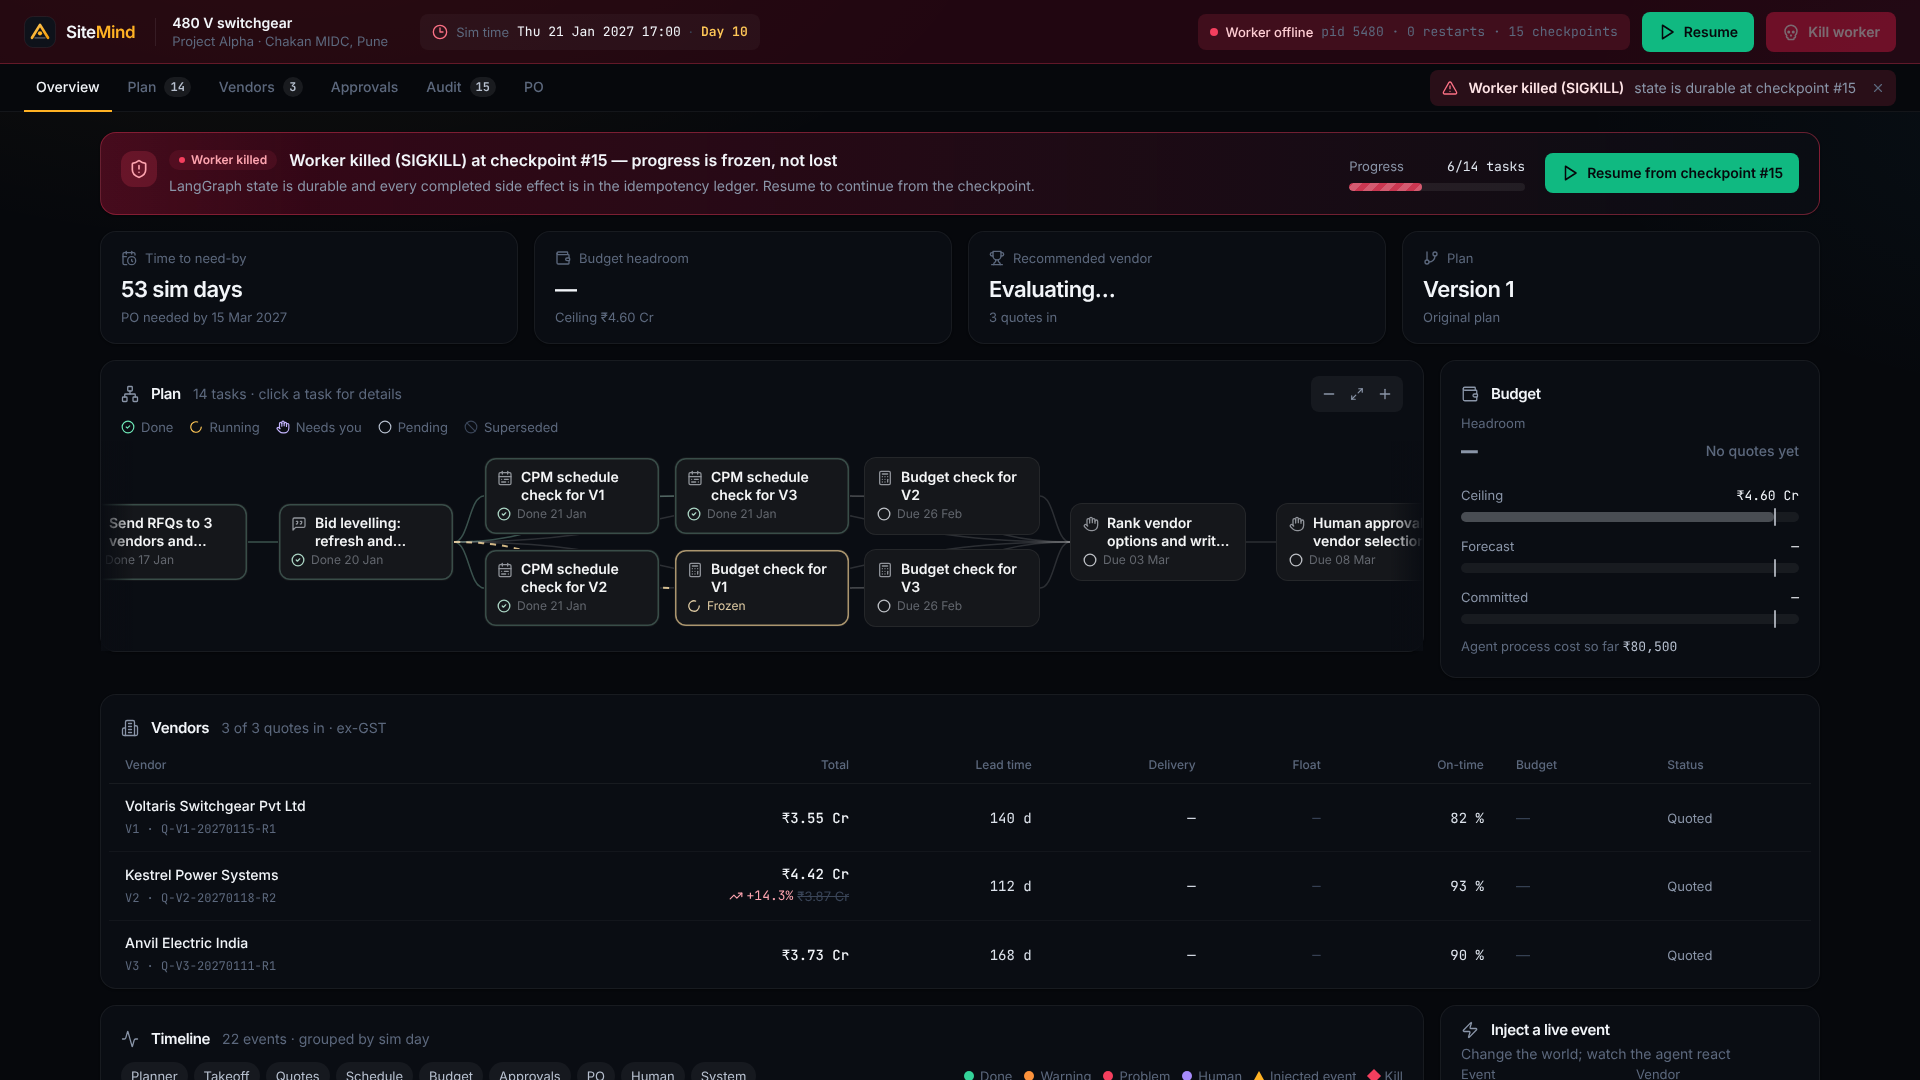 SiteMind
480 V switchgear
Project Alpha · Chakan MIDC, Pune
Sim time Thu 21 Jan 2027 17:00 · Day 10
Worker offline pid 5480 · 0 restarts · 15 checkpoints
Resume
Kill worker
Overview
Plan 14
Vendors 3
Approvals
Audit 15
PO
Worker killed (SIGKILL) state is durable at checkpoint #15
Worker killed
Worker killed (SIGKILL) at checkpoint #15 — progress is frozen, not lost
LangGraph state is durable and every completed side effect is in the idempotency ledger. Resume to continue from the checkpoint.
Progress 6/14 tasks
Resume from checkpoint #15
Time to need-by
53 sim days
PO needed by 15 Mar 2027
Budget headroom
—
Ceiling ₹4.60 Cr
Recommended vendor
Evaluating...
3 quotes in
Plan
Version 1
Original plan
Plan 14 tasks · click a task for details
Done Running Needs you Pending Superseded
Send RFQs to 3
vendors and...
Done 17 Jan
Bid levelling:
refresh and...
Done 20 Jan
CPM schedule
check for V1
Done 21 Jan
CPM schedule
check for V2
Done 21 Jan
CPM schedule
check for V3
Done 21 Jan
Budget check for
V1
Frozen
Budget check for
V2
Due 26 Feb
Budget check for
V3
Due 26 Feb
Rank vendor
options and writ...
Due 03 Mar
Human approva
vendor selection
Due 08 Mar
Budget
Headroom
— No quotes yet
Ceiling ₹4.60 Cr
Forecast —
Committed —
Agent process cost so far ₹80,500
Vendors 3 of 3 quotes in · ex-GST
Vendor Total Lead time Delivery Float On-time Budget Status
Voltaris Switchgear Pvt Ltd
V1 · Q-V1-20270115-R1
₹3.55 Cr 140 d — — 82 % — Quoted
Kestrel Power Systems
V2 · Q-V2-20270118-R2
₹4.42 Cr 112 d — — 93 % — Quoted
+14.3% ₹3.87 Cr
Anvil Electric India
V3 · Q-V3-20270111-R1
₹3.73 Cr 168 d — — 90 % — Quoted
Timeline 22 events · grouped by sim day
Planner Takeoff Quotes Schedule Budget Approvals PO Human System
Done Warning Problem Human Injected event Kill
Inject a live event
Change the world; watch the agent react
Event Vendor